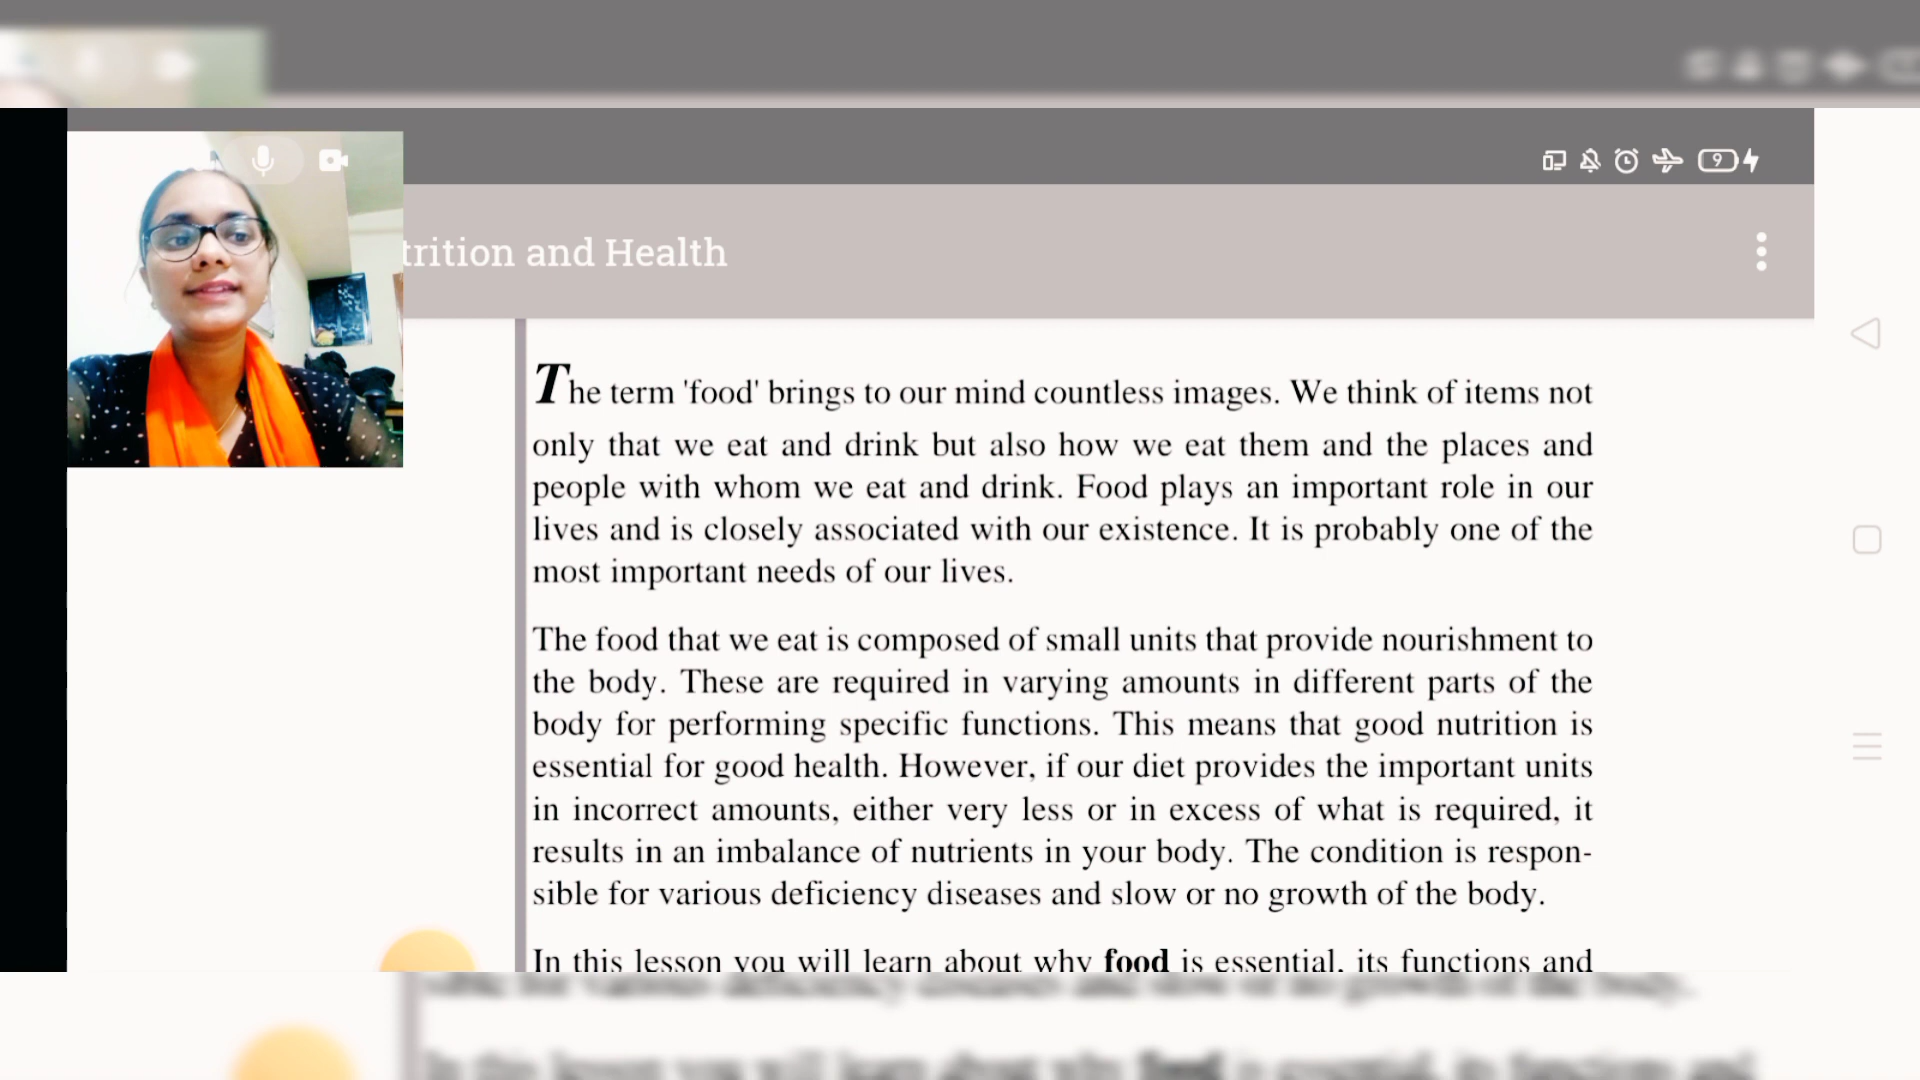 9
trition and Health
The term 'food' brings to our mind countless images. We think of items not
only that we eat and drink but also how we eat them and the places and
people with whom we eat and drink. Food plays an important role in our
lives and is closely associated with our existence. It is probably one of the
most important needs of our lives.
The food that we eat is composed of small units that provide nourishment to
the body. These are required in varying amounts in different parts of the
body for performing specific functions. This means that good nutrition is
essential for good health. However, if our diet provides the important units
in incorrect amounts, either very less or in excess of what is required, it
results in an imbalance of nutrients in your body. The condition is respon-
sible for various deficiency diseases and slow or no growth of the body.
In this lesson you will learn about why food is essential, its functions and